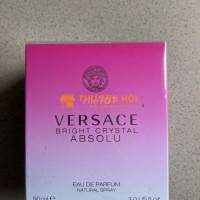 VERSACE
BRIGHT CRYSTAL
ABSOLU
EAU DE PARFUM
NATURAL SPRAY